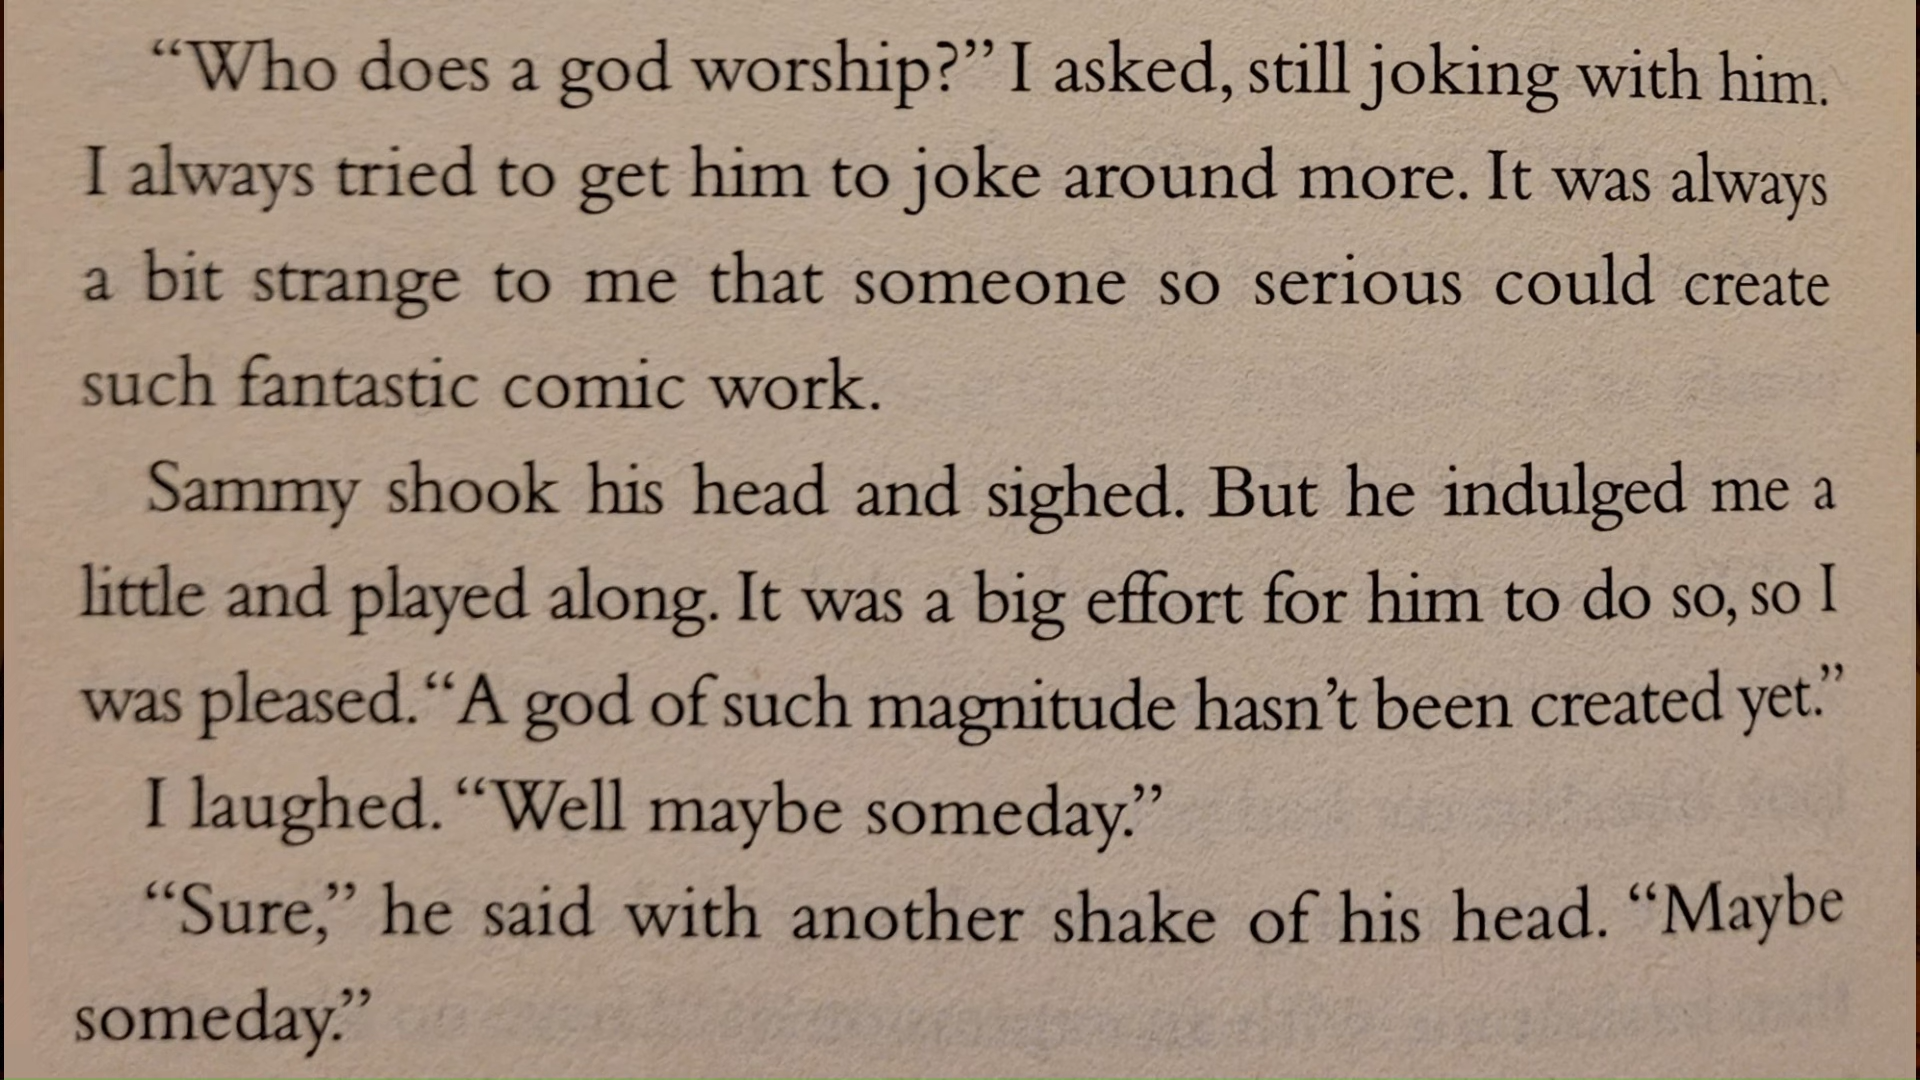 “Who does a god worship?” I asked, still joking with him.
I always tried to get him to joke around more. It was always
a bit strange to me that someone so serious could create
such fantastic comic work.
Sammy shook his head and sighed. But he indulged me a
little and played along. It was a big effort for him to do so, so I
was pleased. “A god of such magnitude hasn’t been created yet.”
I laughed. “Well maybe someday.”
“Sure,” he said with another shake of his head. “Maybe
someday.”